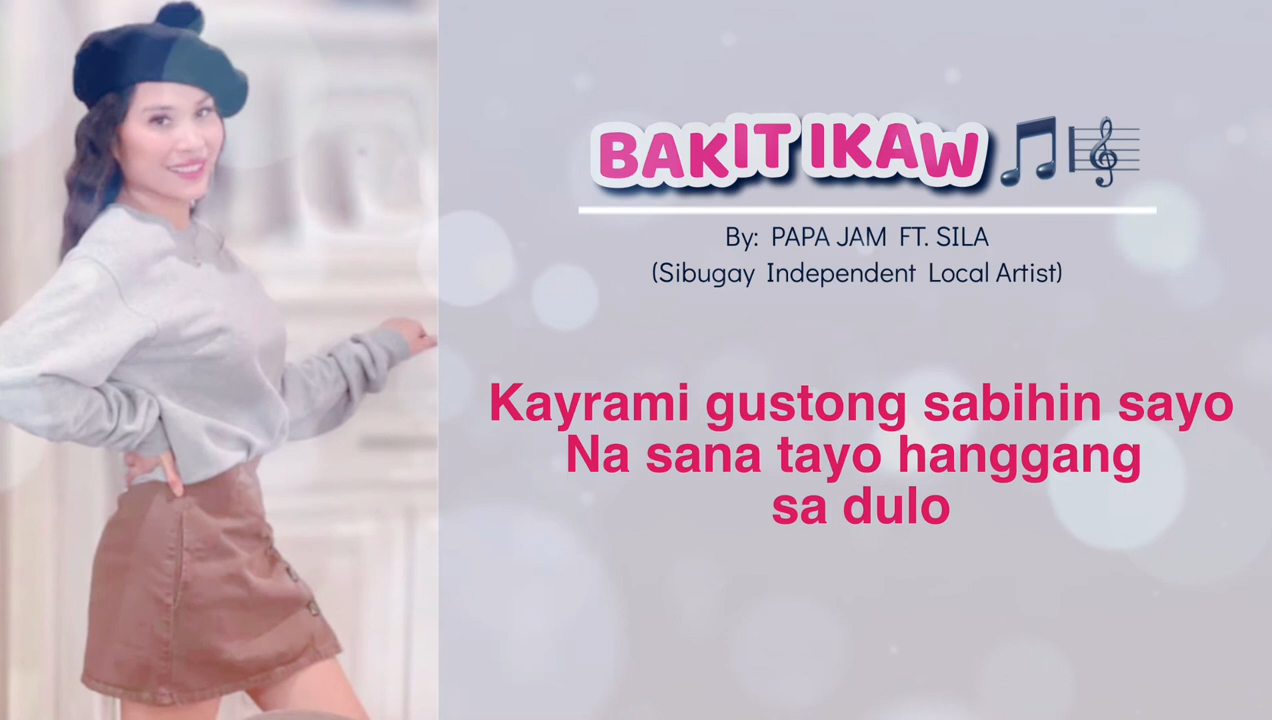 BAKIT IKAW
By: PAPA JAM FT. SILA
(Sibugay Independent Local Artist)
Kayrami gustong sabihin sayo
Na sana tayo hanggang
sa dulo